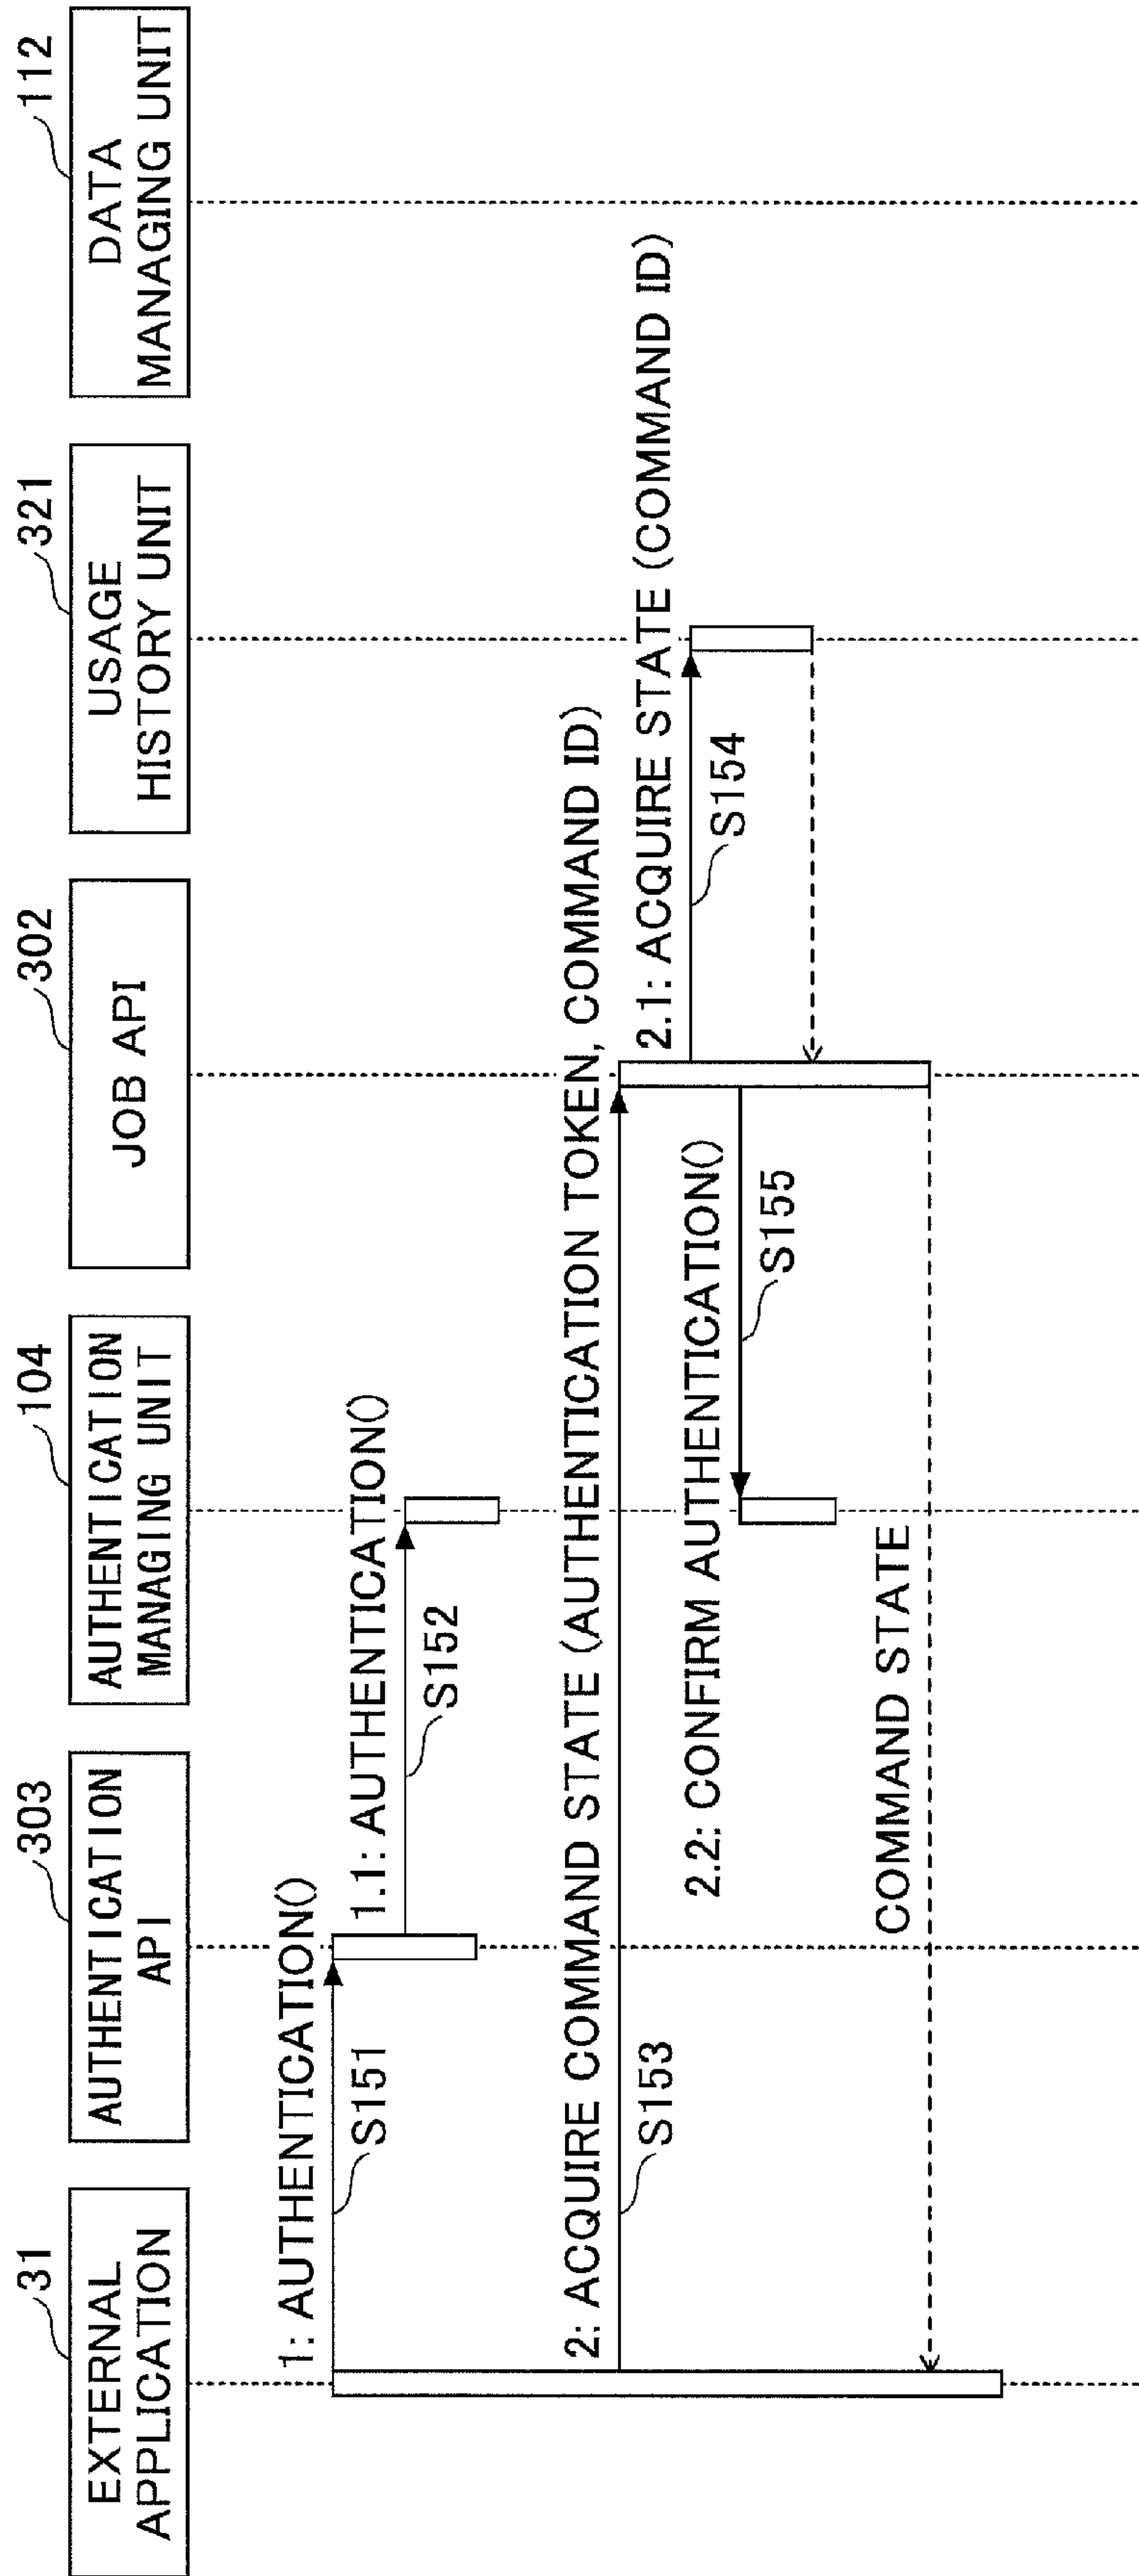 31
EXTERNAL
APPLICATION
303
AUTHENTICATION
API
104
AUTHENTICATION
MANAGING UNIT
302
JOB API
321
USAGE
HISTORY UNIT
112
DATA
MANAGING UNIT
1: AUTHENTICATION()
S151
1.1: AUTHENTICATION()
S152
2: ACQUIRE COMMAND STATE (AUTHENTICATION TOKEN, COMMAND ID)
S153
2.1: ACQUIRE STATE (COMMAND ID)
S154
2.2: CONFIRM AUTHENTICATION()
S155
COMMAND STATE